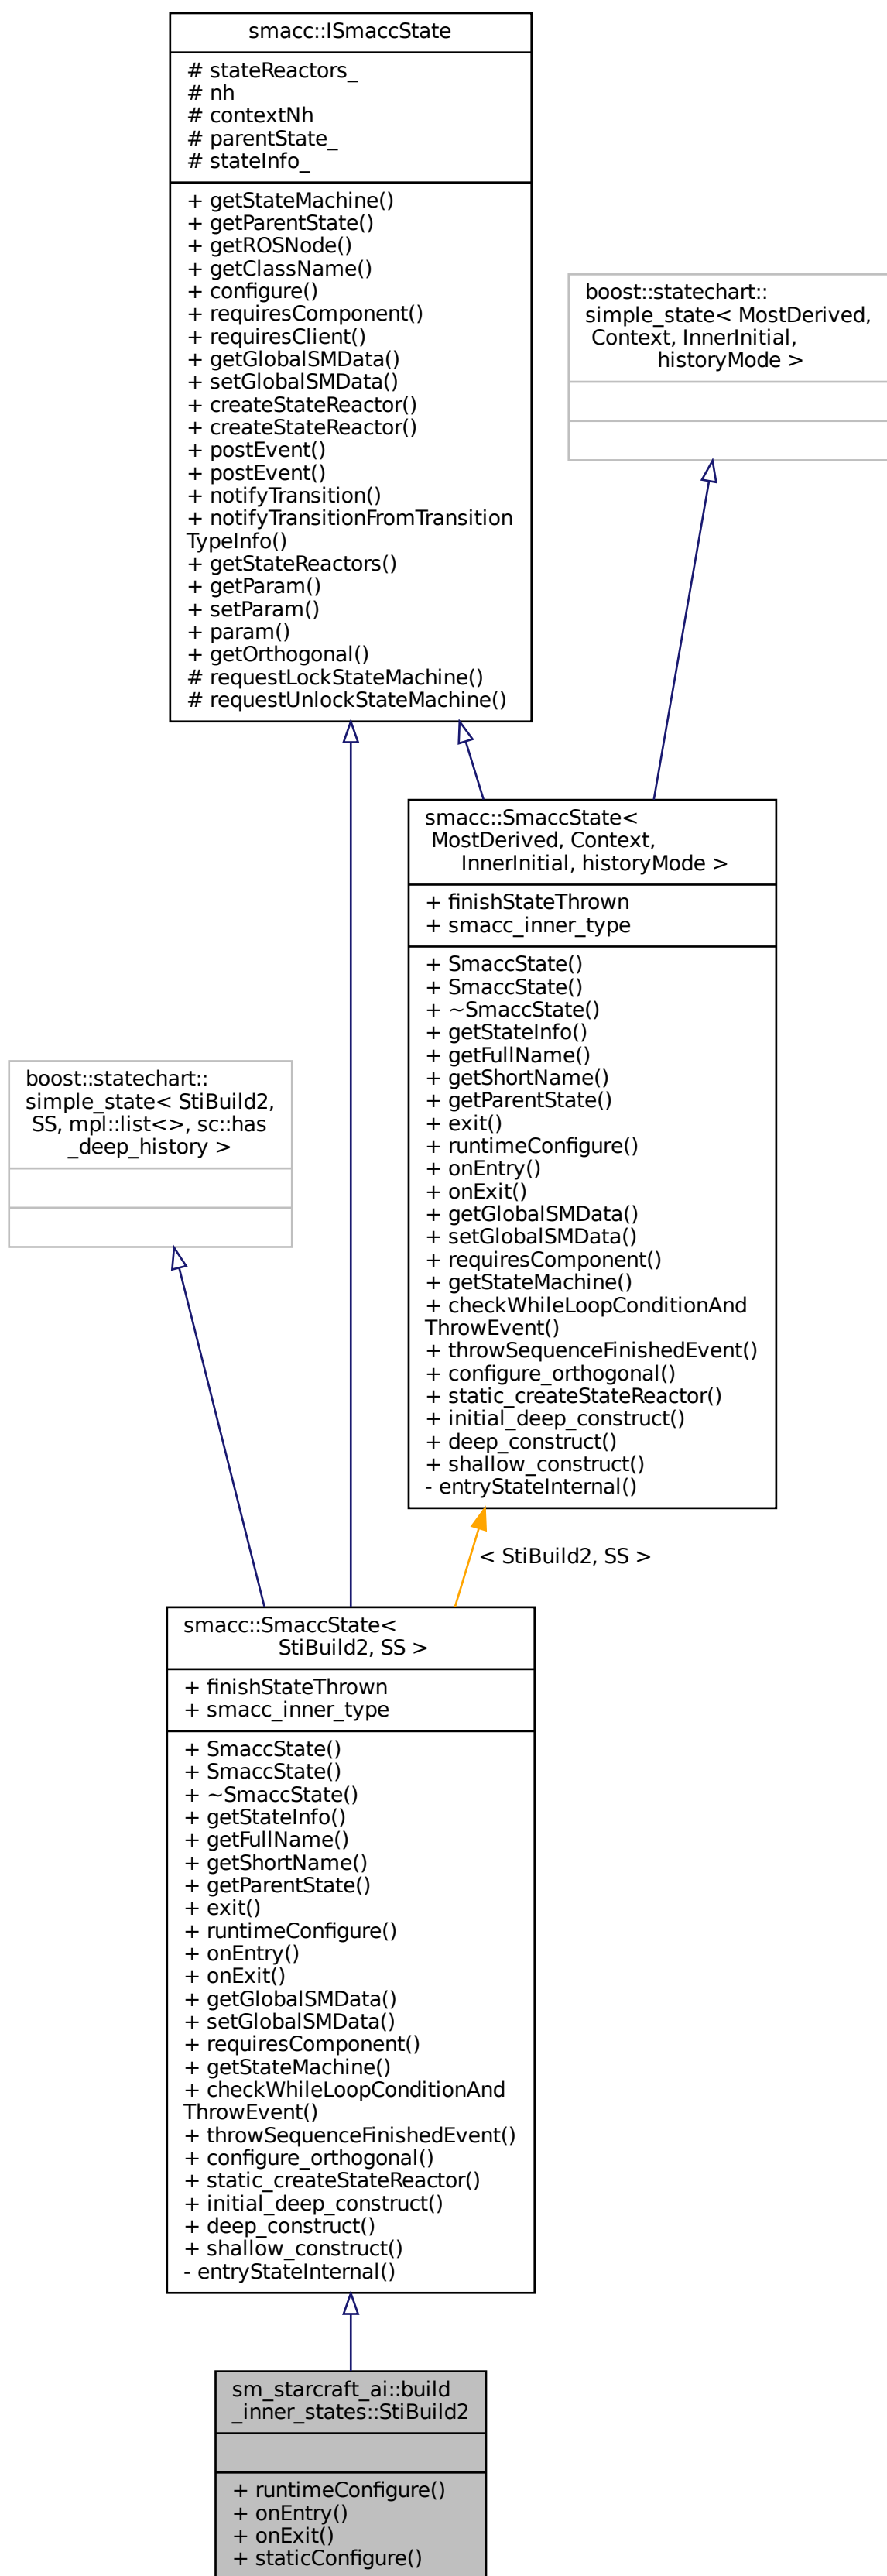 smacc::ISmaccState
# stateReactors_
# nh
# contextNh
# parentState_
# stateInfo_
+ getStateMachine()
+ getParentState()
+ getROSNode()
+ getClassName()
+ configure()
+ requiresComponent()
+ requiresClient()
+ getGlobalSMData()
+ setGlobalSMData()
+ createStateReactor()
+ createStateReactor()
+ postEvent()
+ postEvent()
+ notifyTransition()
+ notifyTransitionFromTransition
TypeInfo()
+ getStateReactors()
+ getParam()
+ setParam()
+ param()
+ getOrthogonal()
# requestLockStateMachine()
# requestUnlockStateMachine()
boost::statechart::
simple_state< MostDerived,
Context, InnerInitial,
historyMode >
smacc::SmaccState<
MostDerived, Context,
InnerInitial, historyMode >
+ finishStateThrown
+ smacc_inner_type
+ SmaccState()
+ SmaccState()
+ ~SmaccState()
+ getStateInfo()
+ getFullName()
+ getShortName()
+ getParentState()
+ exit()
+ runtimeConfigure()
+ onEntry()
+ onExit()
+ getGlobalSMData()
+ setGlobalSMData()
+ requiresComponent()
+ getStateMachine()
+ checkWhileLoopConditionAnd
ThrowEvent()
+ throwSequenceFinishedEvent()
+ configure_orthogonal()
+ static_createStateReactor()
+ initial_deep_construct()
+ deep_construct()
+ shallow_construct()
- entryStateInternal()
boost::statechart::
simple_state< StiBuild2,
SS, mpl::list<>, sc::has
_deep_history >
< StiBuild2, SS >
smacc::SmaccState<
StiBuild2, SS >
+ finishStateThrown
+ smacc_inner_type
+ SmaccState()
+ SmaccState()
+ ~SmaccState()
+ getStateInfo()
+ getFullName()
+ getShortName()
+ getParentState()
+ exit()
+ runtimeConfigure()
+ onEntry()
+ onExit()
+ getGlobalSMData()
+ setGlobalSMData()
+ requiresComponent()
+ getStateMachine()
+ checkWhileLoopConditionAnd
ThrowEvent()
+ throwSequenceFinishedEvent()
+ configure_orthogonal()
+ static_createStateReactor()
+ initial_deep_construct()
+ deep_construct()
+ shallow_construct()
- entryStateInternal()
sm_starcraft_ai::build
_inner_states::StiBuild2
+ runtimeConfigure()
+ onEntry()
+ onExit()
+ staticConfigure()